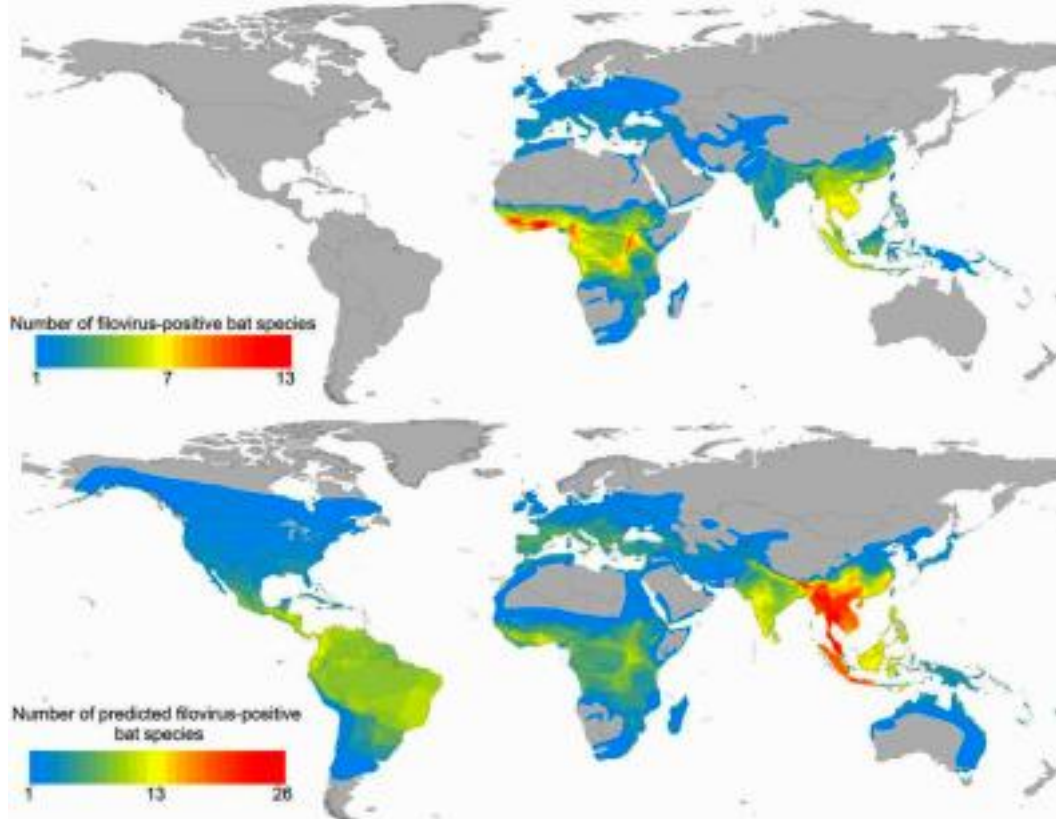 Number of filovirus-positive bat species
1 7 13
Number of predicted filovirus-positive
bat species
1 13 26